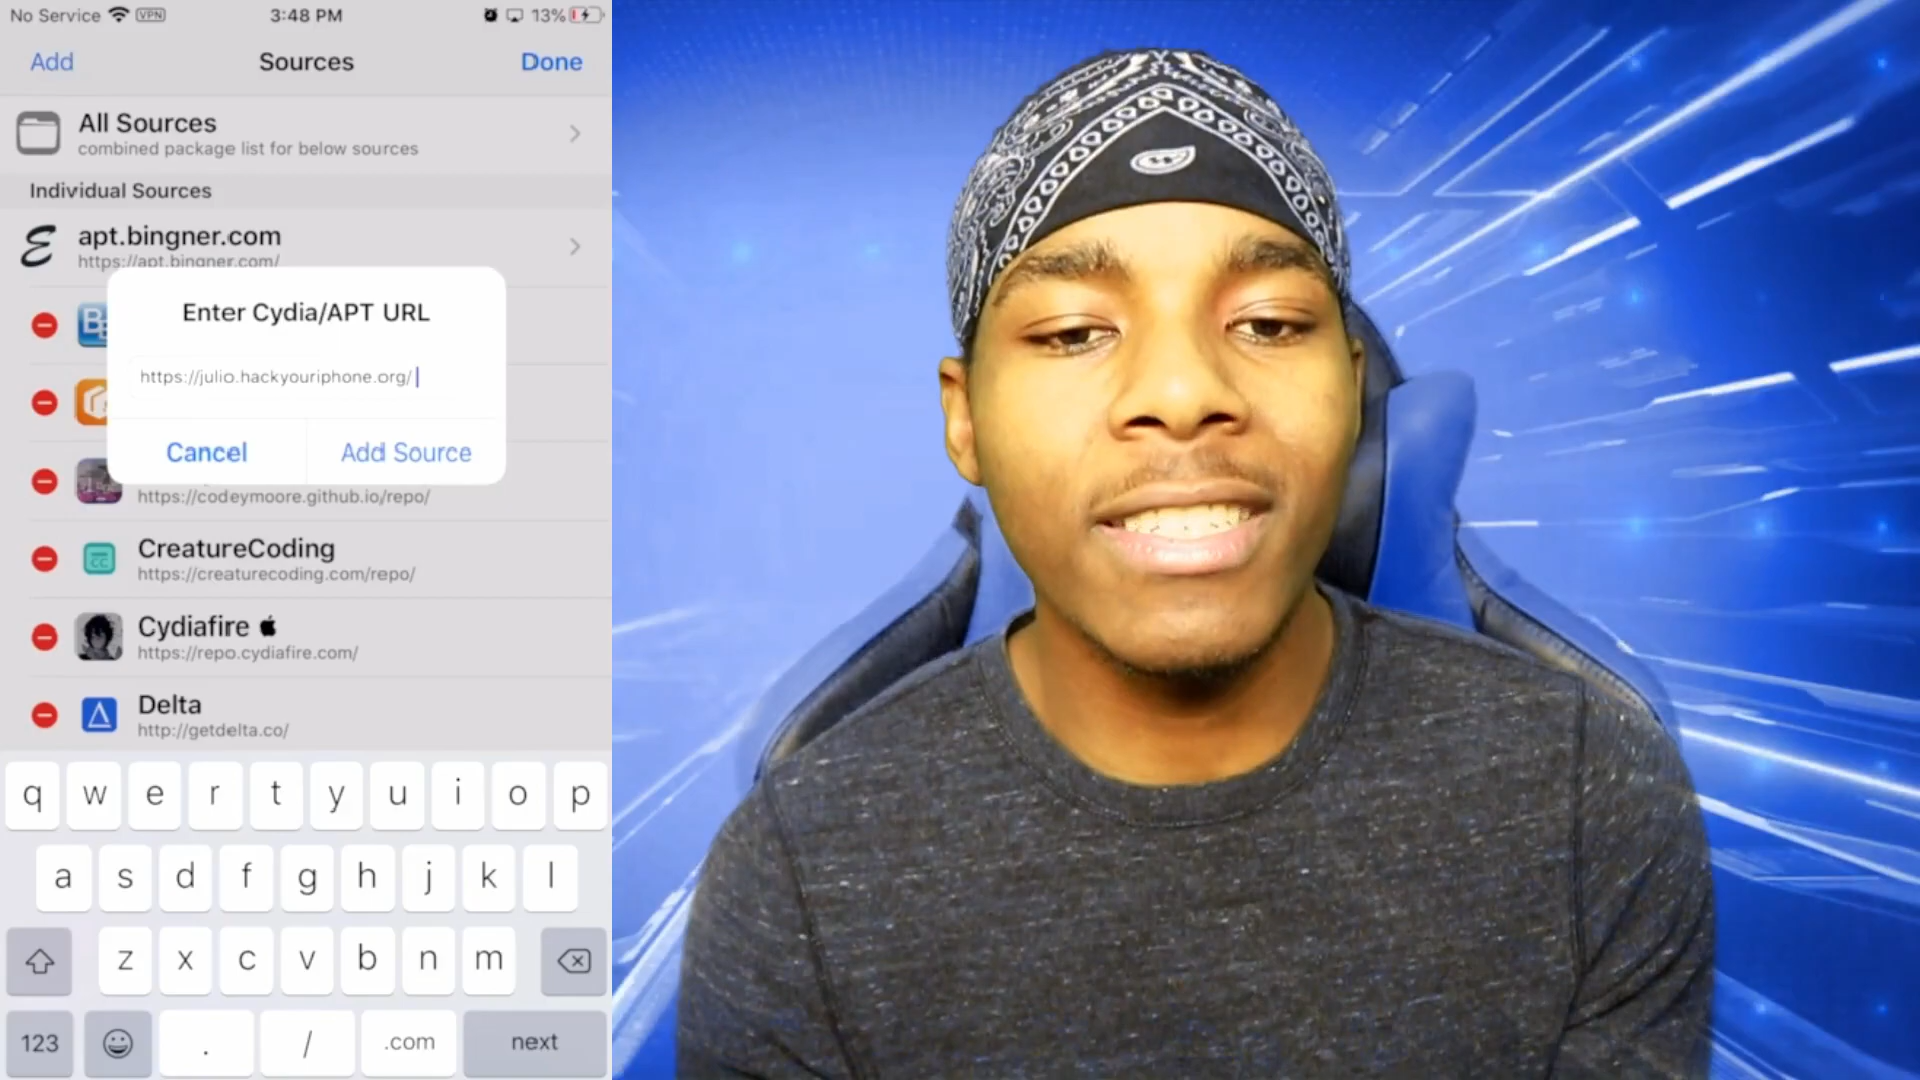 No Service VPN 3:48 PM 13%
Add Sources Done
All Sources
combined package list for below sources
Individual Sources
apt.bingner.com
https://apt.bingner.com/
Enter Cydia/APT URL
https://julio.hackyouriphone.org/
Cancel Add Source
https://codeymoore.github.io/repo/
CreatureCoding
CC
https://creaturecoding.com/repo/
Cydiafire
https://repo.cydiafire.com/
Delta
http://getdelta.co/
q w e r t y u i o p
a s d f g h j k l
z x c v b n m
123 . / .com next